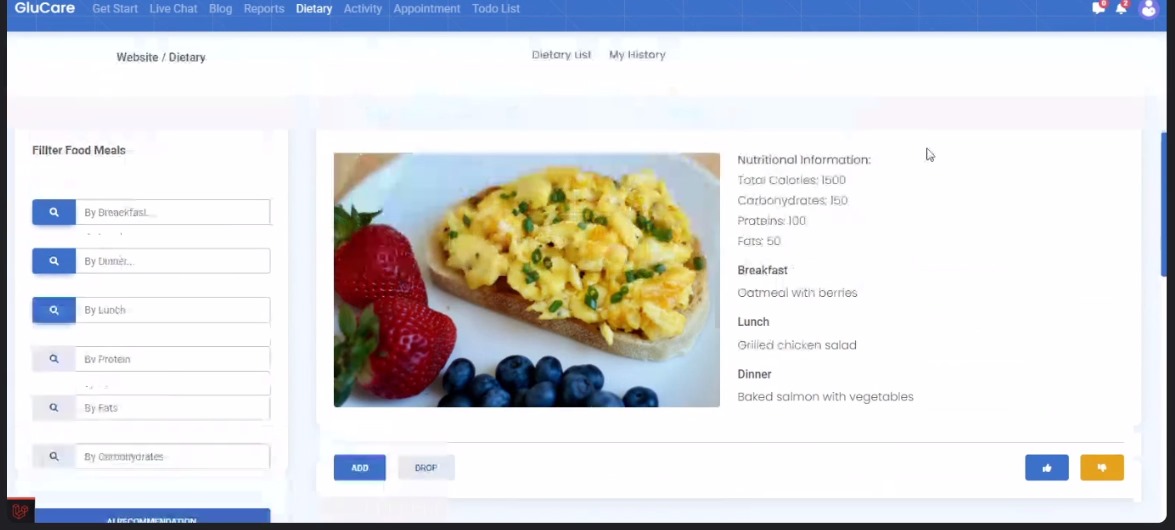 GluCare Get Start Live Chat Blog Reports Dietary Activity Appointment Todo List
Website / Dietary
Dietary List My History
Fillter Food Meals
By Breakfast...
By Dinner...
By Lunch
By Protein
By Fats
By Carbohydrates
AI RECOMMENDATION
Nutritional Information:
Total Calories: 1500
Carbonydrates: 150
Proteins: 100
Fats: 50
Breakfast
Oatmeal with berries
Lunch
Grilled chicken salad
Dinner
Baked salmon with vegetables
ADD DROP